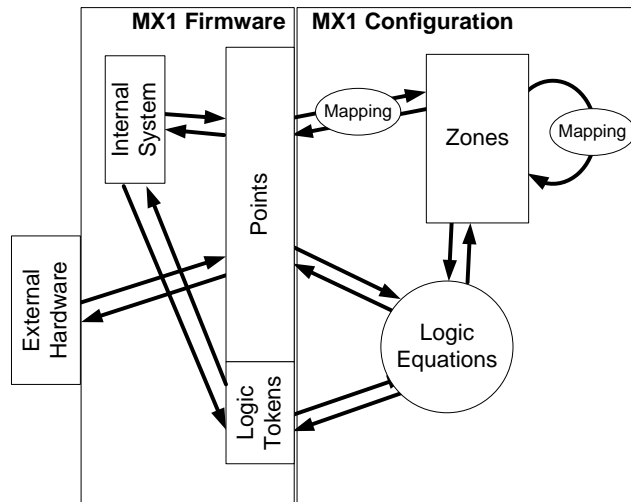 MX1 Firmware
MX1 Configuration
Internal
System
Points
Mapping
Zones
Mapping
External
Hardware
Logic
Equations
Logic
Tokens